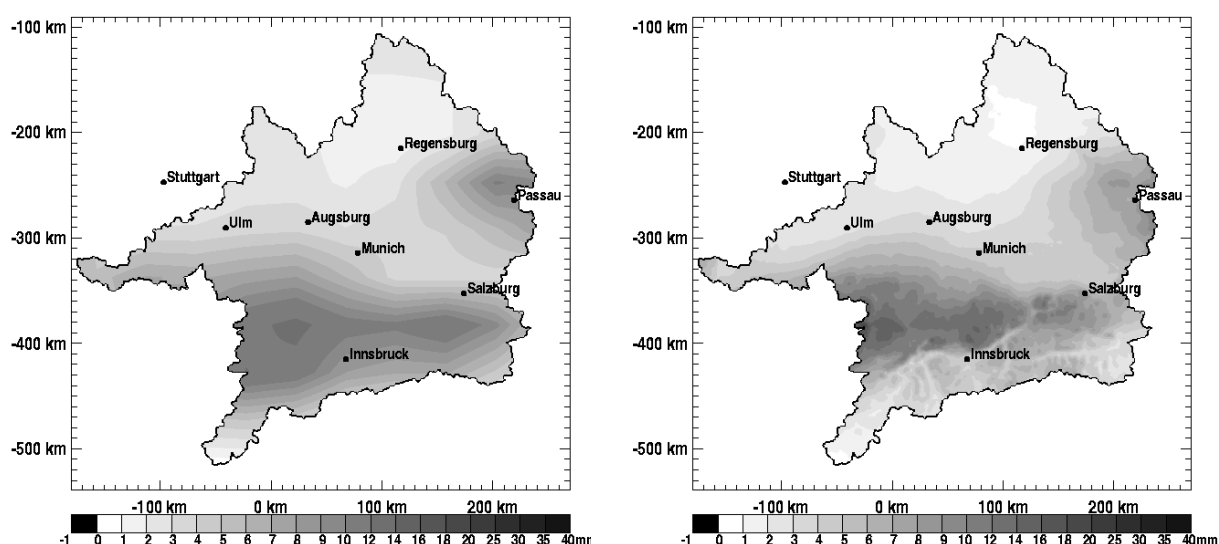 -100 km
-200 km
-300 km
-400 km
-500 km
Regensburg
Stuttgart
Passau
Ulm
Augsburg
Munich
Salzburg
Innsbruck
-100 km 0 km 100 km 200 km
-1 0 1 2 3 4 5 6 7 8 9 10 12 14 16 18 20 25 30 35 40mm
-100 km
-200 km
-300 km
-400 km
-500 km
Regensburg
Stuttgart
Passau
Ulm
Augsburg
Munich
Salzburg
Innsbruck
-100 km 0 km 100 km 200 km
-1 0 1 2 3 4 5 6 7 8 9 10 12 14 16 18 20 25 30 35 40mm